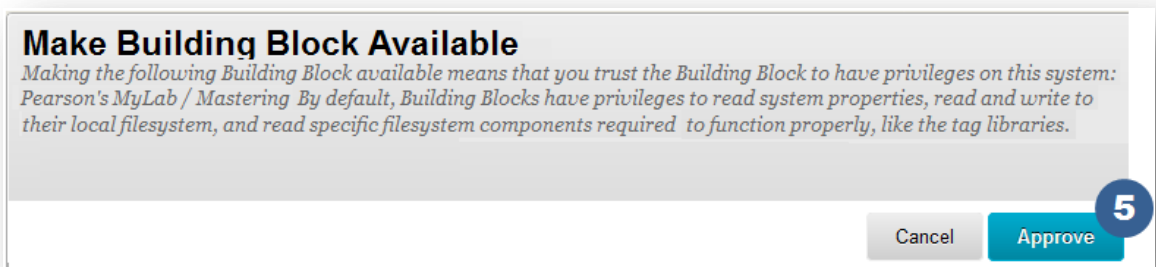 Make Building Block Available
Making the following Building Block available means that you trust the Building Block to have privileges on this system:
Pearson's MyLab / Mastering By default, Building Blocks have privileges to read system properties, read and write to
their local filesystem, and read specific filesystem components required to function properly, like the tag libraries.
5
Cancel Approve